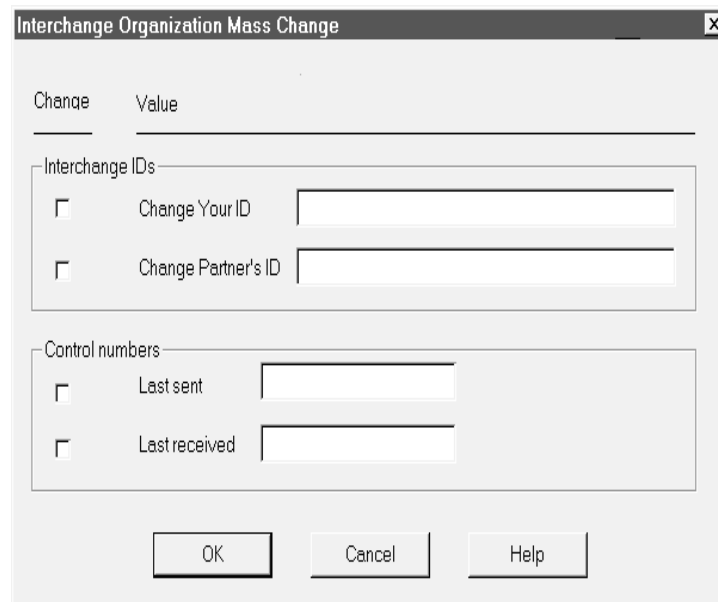 Interchange Organization Mass Change
Change Value
Interchange IDs
Change Your ID
Change Partner's ID
Control numbers
Last sent
Last received
OK Cancel Help